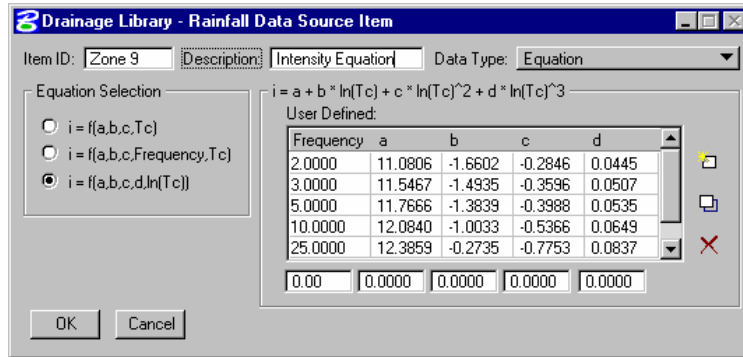 Drainage Library - Rainfall Data Source Item
Item ID: Zone 9 Description: Intensity Equation Data Type: Equation
Equation Selection
i = f(a,b,c,Tc)
i = f(a,b,c,Frequency,Tc)
i = f(a,b,c,d,ln(Tc))
i = a + b * ln(Tc) + c * ln(Tc)^2 + d * ln(Tc)^3
User Defined:
Frequency a b c d
2.0000 11.0806 -1.6602 -0.2846 0.0445
3.0000 11.5467 -1.4935 -0.3596 0.0507
5.0000 11.7666 -1.3839 -0.3988 0.0535
10.0000 12.0840 -1.0033 -0.5366 0.0649
25.0000 12.3859 -0.2735 -0.7753 0.0837
0.00 0.0000 0.0000 0.0000 0.0000
OK Cancel